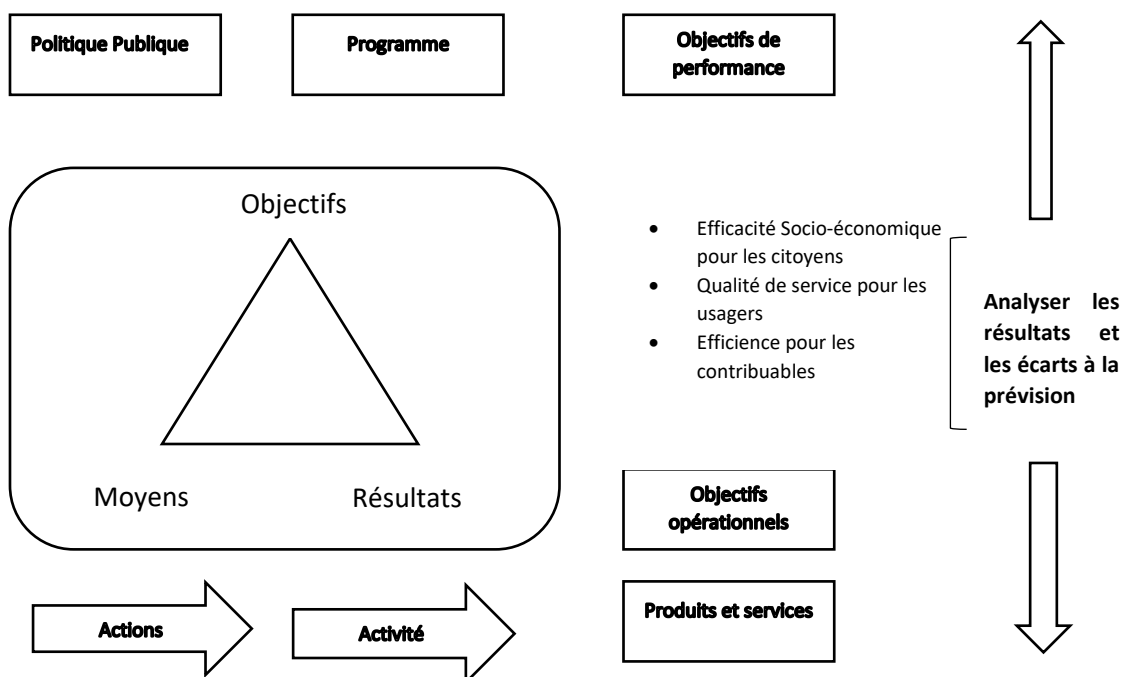 Politique Publique
Programme
Objectifs de
performance
Objectifs
Moyens
Résultats
• Efficacité Socio-économique
pour les citoyens
• Qualité de service pour les
usagers
• Efficience pour les
contribuables
Analyser les
résultats et
les écarts à la
prévision
Objectifs
opérationnels
Actions
Activité
Produits et services